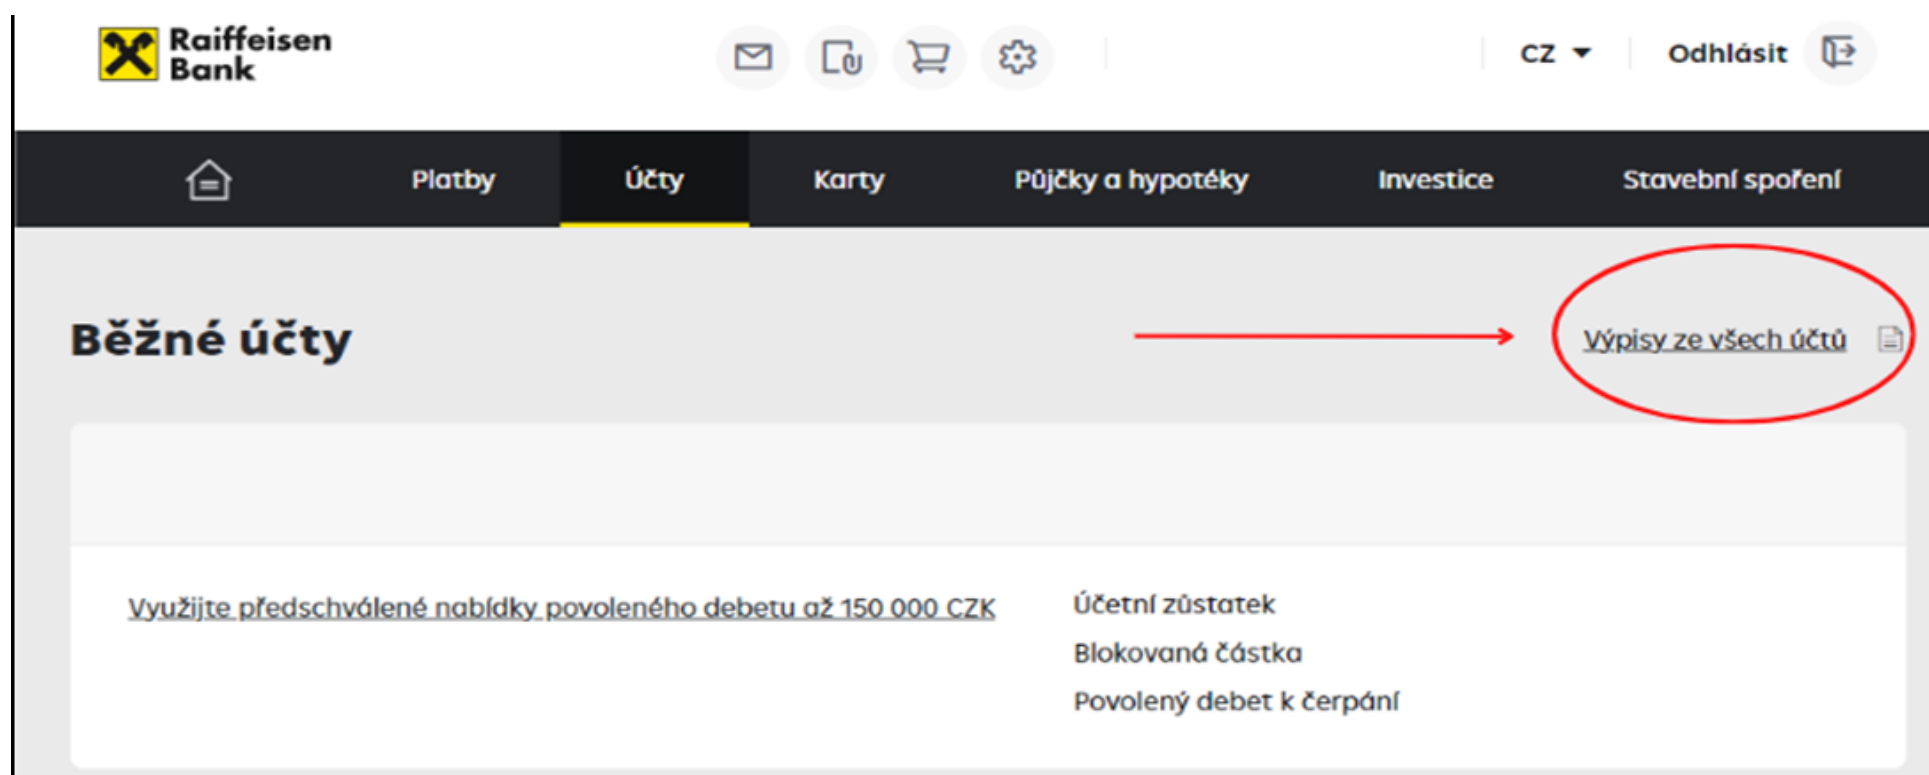 Raiffeisen
Bank
CZ
Odhlásit
Platby
Účty
Karty
Půjčky a hypotéky
Investice
Stavební spoření
Běžné účty
Výpisy ze všech účtů
Využijte předschválené nabídky povoleného debetu až 150 000 CZK
Účetní zůstatek
Blokovaná částka
Povolený debet k čerpání